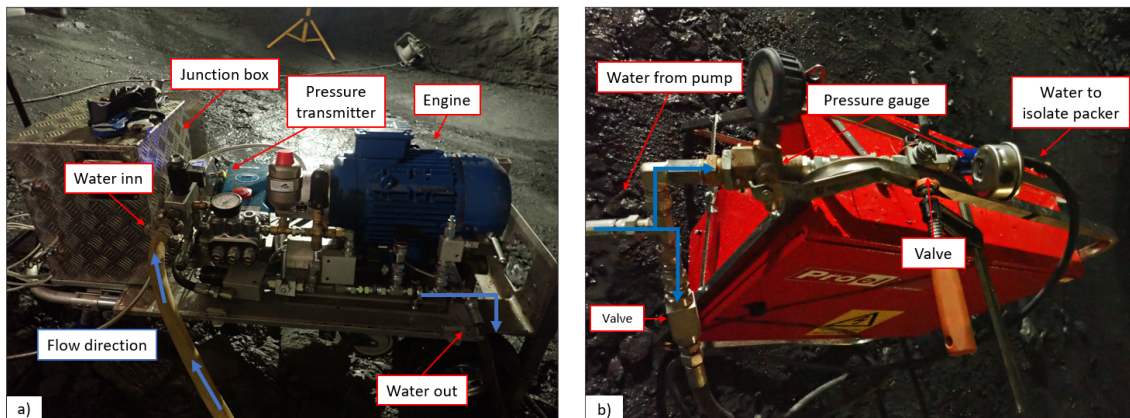 Junction box
Pressure
transmitter
Engine
Water inn
Flow direction
Water out
a)
Water from pump
Pressure gauge
Water to
isolate packer
Valve
Valve
b)